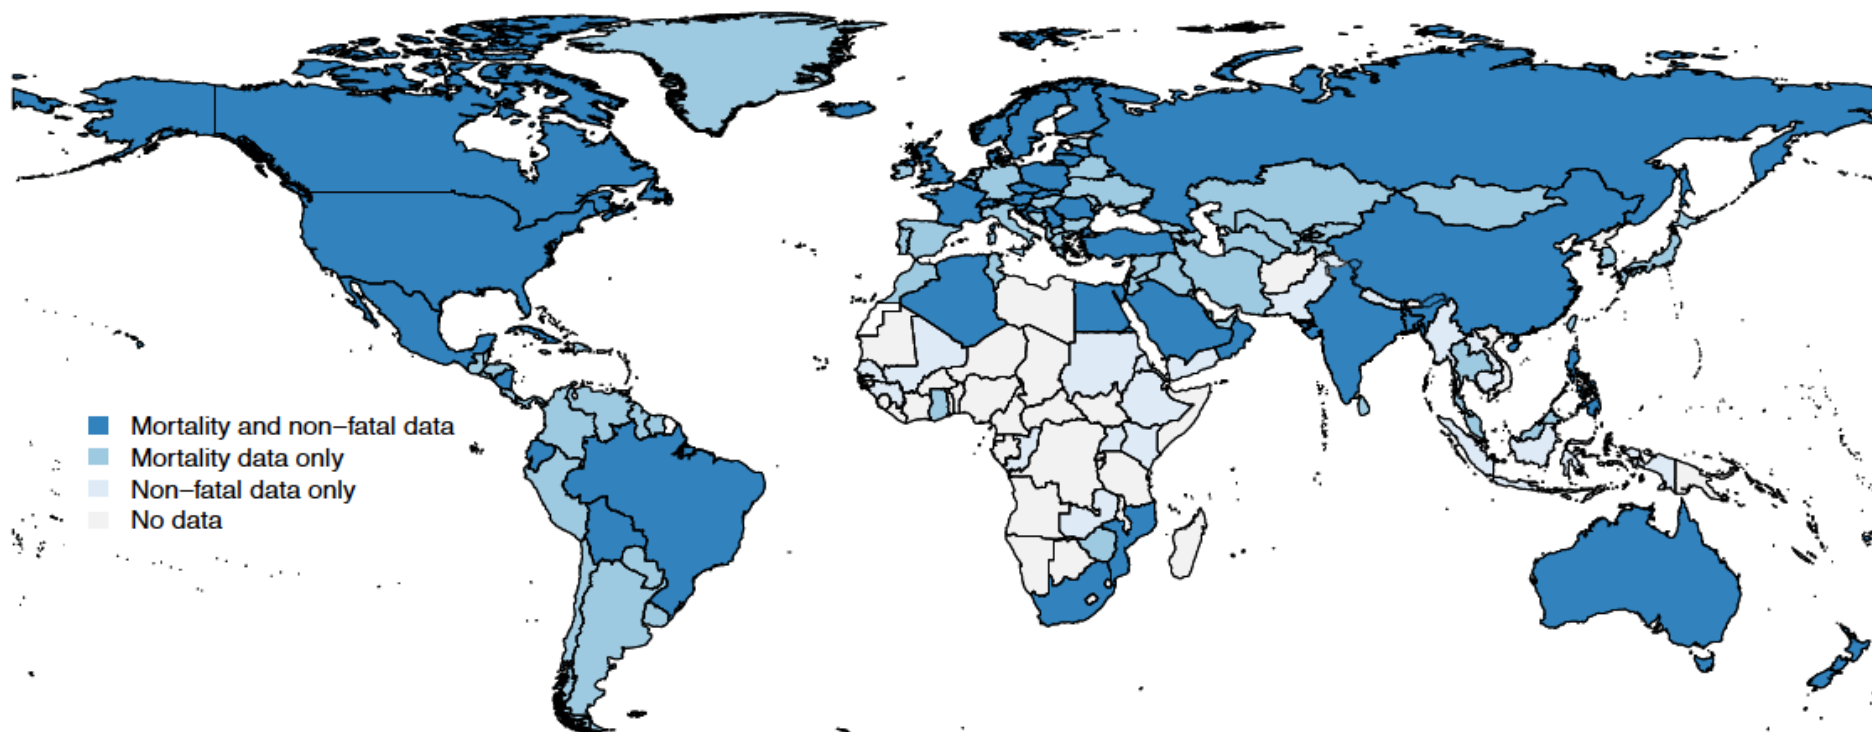 Mortality and non−fatal data
Mortality data only
Non−fatal data only
No data